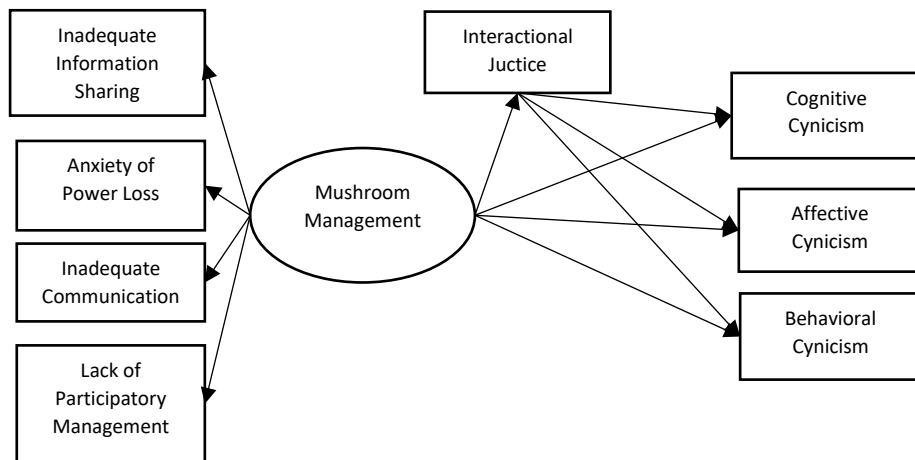 Inadequate
Information
Sharing
Anxiety of
Power Loss
Inadequate
Communication
Lack of
Participatory
Management
Mushroom
Management
Interactional
Juctice
Cognitive
Cynicism
Affective
Cynicism
Behavioral
Cynicism